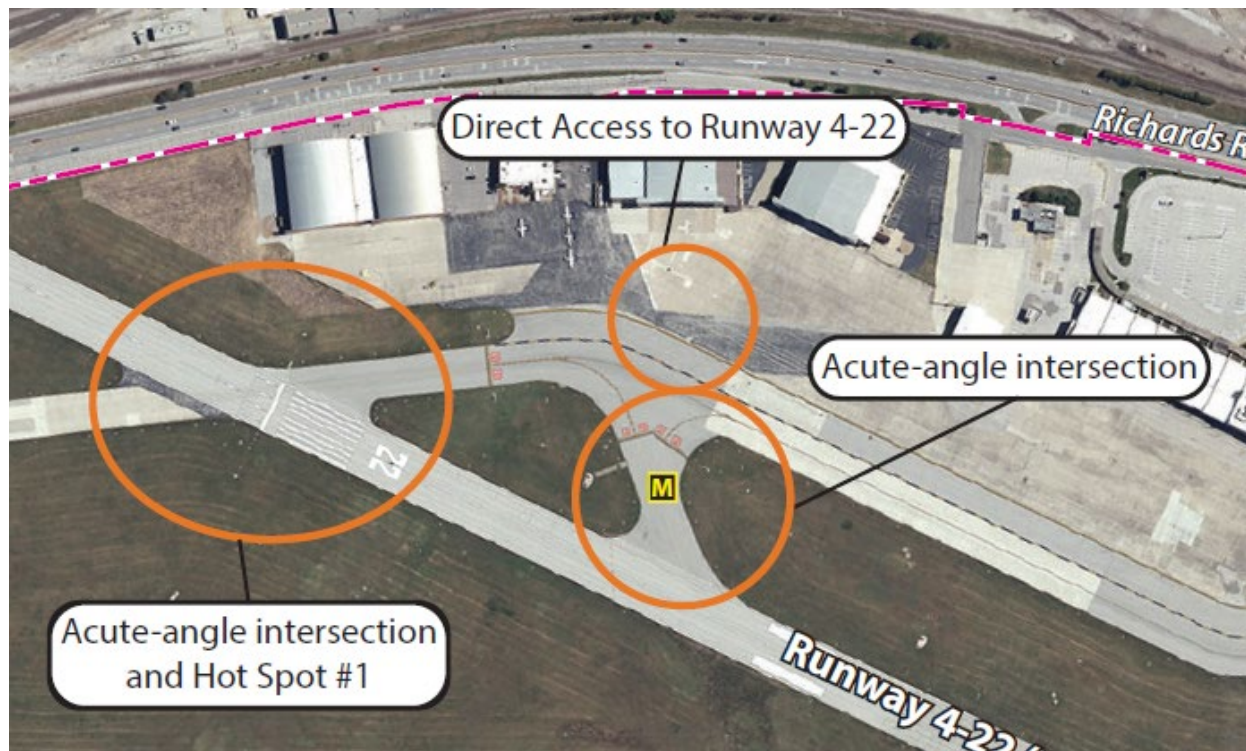 Direct Access to Runway 4-22
Richards R
Acute-angle intersection
22
M
Acute-angle intersection
and Hot Spot #1
Runway 4-22